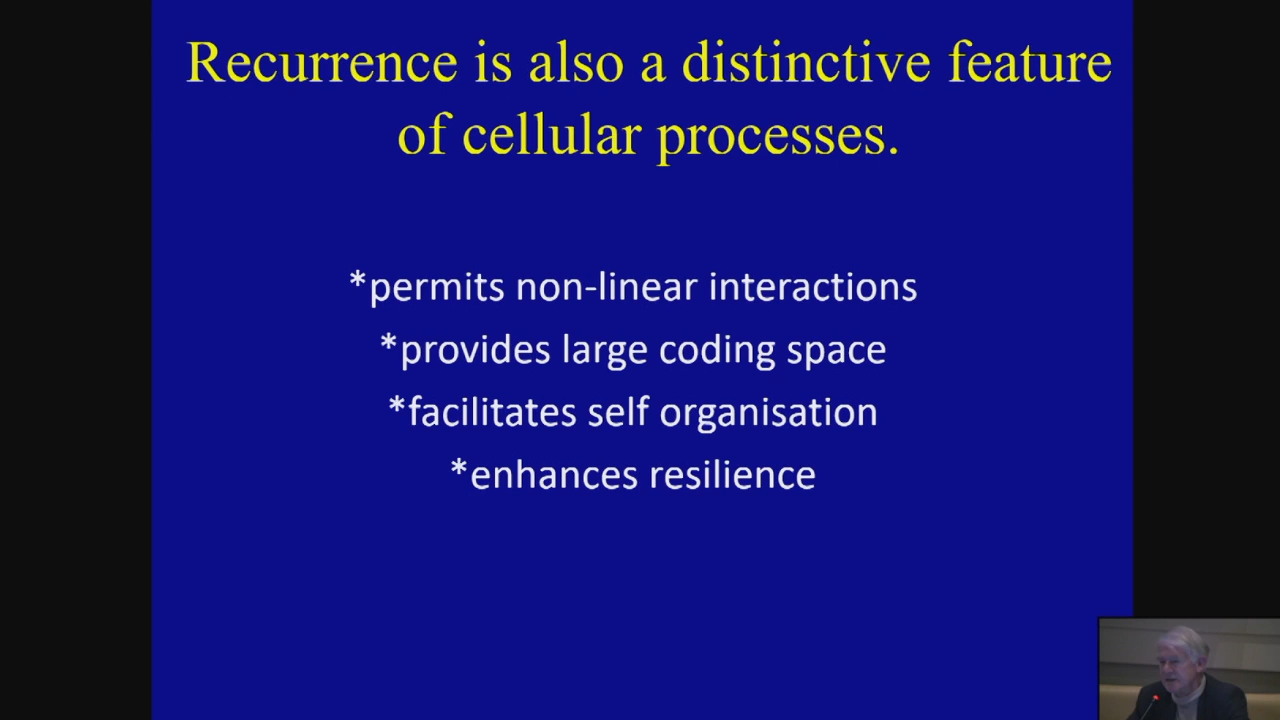 Recurrence is also a distinctive feature
of cellular processes.
*permits non-linear interactions
*provides large coding space
*facilitates self organisation
*enhances resilience